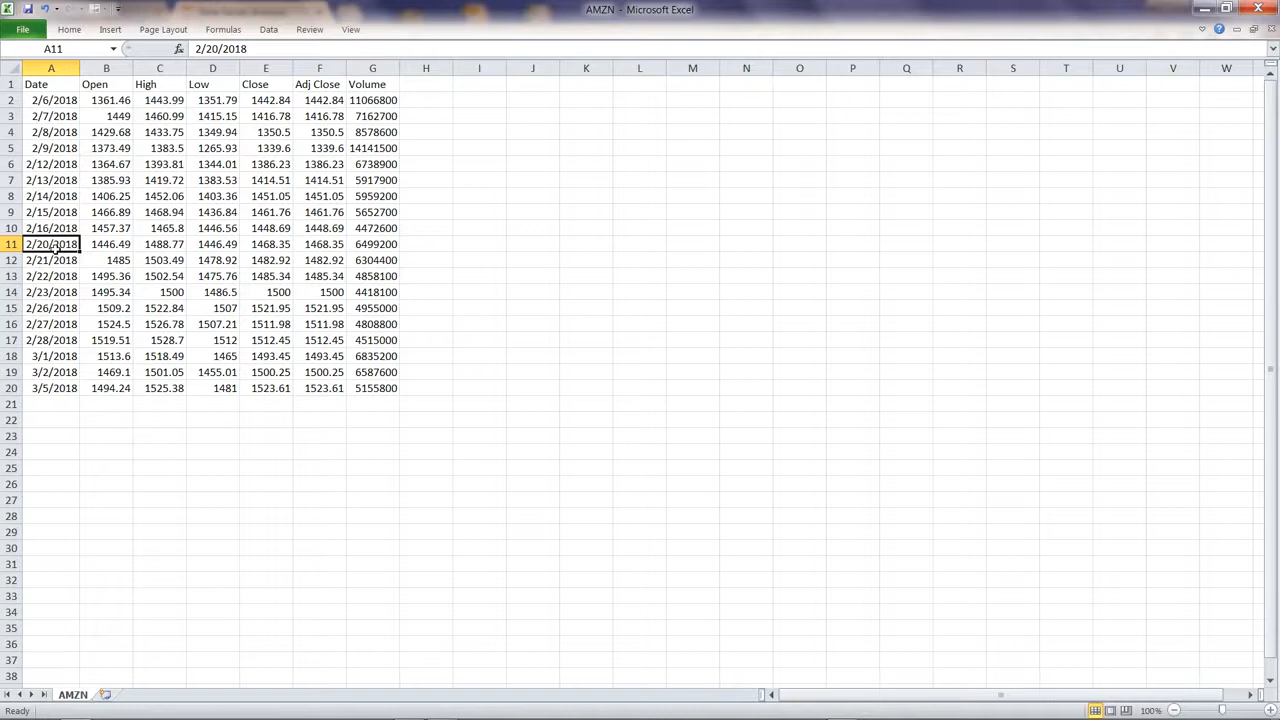 AMZN - Microsoft Excel
File Home Insert Page Layout Formulas Data Review View
A11 fx 2/20/2018
A B C D E F G H I J K L M N O P Q R S T U V W
1 Date Open High Low Close Adj Close Volume
2 2/6/2018 1361.46 1443.99 1351.79 1442.84 1442.84 11066800
3 2/7/2018 1449 1460.99 1415.15 1416.78 1416.78 7162700
4 2/8/2018 1429.68 1433.75 1349.94 1350.5 1350.5 8578600
5 2/9/2018 1373.49 1383.5 1265.93 1339.6 1339.6 14141500
6 2/12/2018 1364.67 1393.81 1344.01 1386.23 1386.23 6738900
7 2/13/2018 1385.93 1419.72 1383.53 1414.51 1414.51 5917900
8 2/14/2018 1406.25 1452.06 1403.36 1451.05 1451.05 5959200
9 2/15/2018 1466.89 1468.94 1436.84 1461.76 1461.76 5652700
10 2/16/2018 1457.37 1465.8 1446.56 1448.69 1448.69 4472600
11 2/20/2018 1446.49 1488.77 1446.49 1468.35 1468.35 6499200
12 2/21/2018 1485 1503.49 1478.92 1482.92 1482.92 6304400
13 2/22/2018 1495.36 1502.54 1475.76 1485.34 1485.34 4858100
14 2/23/2018 1495.34 1500 1486.5 1500 1500 4418100
15 2/26/2018 1509.2 1522.84 1507 1521.95 1521.95 4955000
16 2/27/2018 1524.5 1526.78 1507.21 1511.98 1511.98 4808800
17 2/28/2018 1519.51 1528.7 1512 1512.45 1512.45 4515000
18 3/1/2018 1513.6 1518.49 1465 1493.45 1493.45 6835200
19 3/2/2018 1469.1 1501.05 1455.01 1500.25 1500.25 6587600
20 3/5/2018 1494.24 1525.38 1481 1523.61 1523.61 5155800
21
22
23
24
25
26
27
28
29
30
31
32
33
34
35
36
37
38
AMZN
Ready 100%